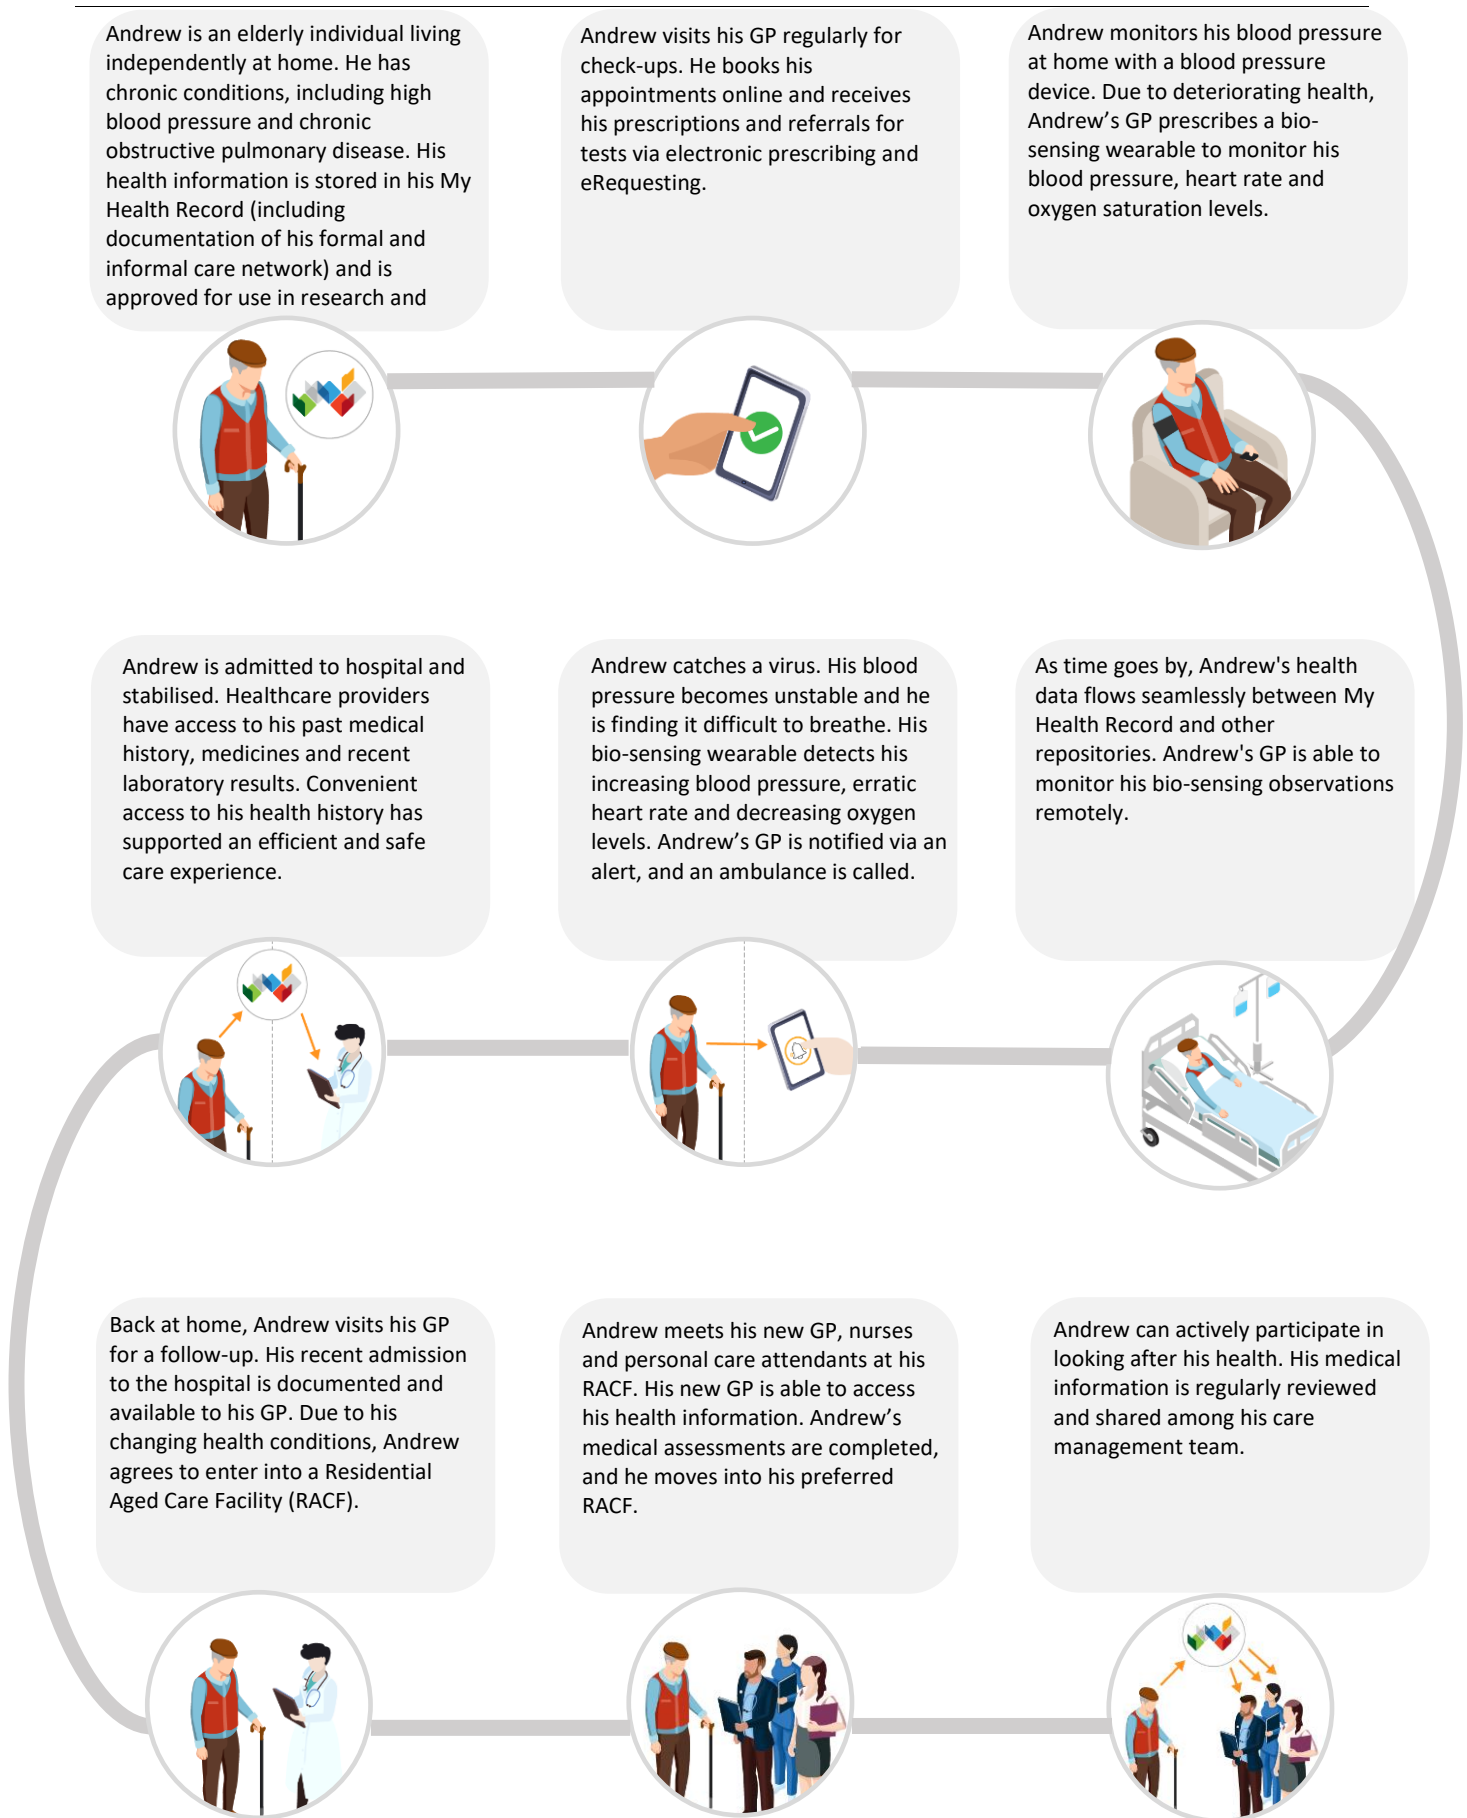 Andrew is an elderly individual living
independently at home. He has
chronic conditions, including high
blood pressure and chronic
obstructive pulmonary disease. His
health information is stored in his My
Health Record (including
documentation of his formal and
informal care network) and is
approved for use in research and
Andrew visits his GP regularly for
check-ups. He books his
appointments online and receives
his prescriptions and referrals for
tests via electronic prescribing and
eRequesting.
Andrew monitors his blood pressure
at home with a blood pressure
device. Due to deteriorating health,
Andrew’s GP prescribes a bio-
sensing wearable to monitor his
blood pressure, heart rate and
oxygen saturation levels.
As time goes by, Andrew's health
data flows seamlessly between My
Health Record and other
repositories. Andrew's GP is able to
monitor his bio-sensing observations
remotely.
Andrew catches a virus. His blood
pressure becomes unstable and he
is finding it difficult to breathe. His
bio-sensing wearable detects his
increasing blood pressure, erratic
heart rate and decreasing oxygen
levels. Andrew’s GP is notified via an
alert, and an ambulance is called.
Andrew is admitted to hospital and
stabilised. Healthcare providers
have access to his past medical
history, medicines and recent
laboratory results. Convenient
access to his health history has
supported an efficient and safe
care experience.
Back at home, Andrew visits his GP
for a follow-up. His recent admission
to the hospital is documented and
available to his GP. Due to his
changing health conditions, Andrew
agrees to enter into a Residential
Aged Care Facility (RACF).
Andrew meets his new GP, nurses
and personal care attendants at his
RACF. His new GP is able to access
his health information. Andrew’s
medical assessments are completed,
and he moves into his preferred
RACF.
Andrew can actively participate in
looking after his health. His medical
information is regularly reviewed
and shared among his care
management team.